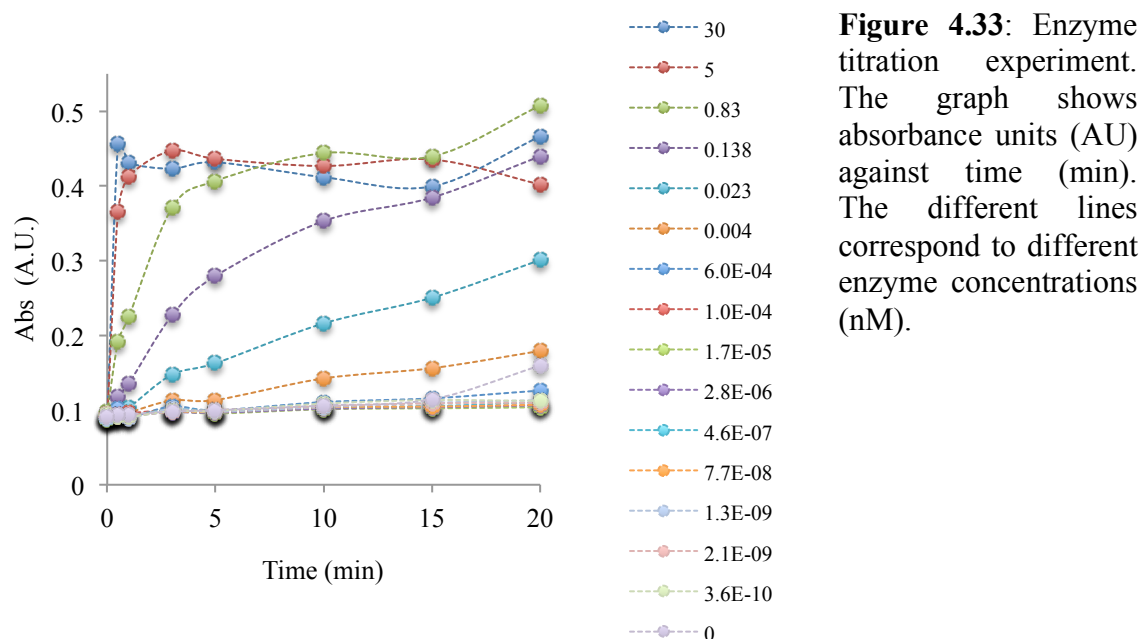 Abs (A.U.)
0.5
0.4
0.3
0.2
0.1
0
0 5 10 15 20
Time (min)
30
5
0.83
0.138
0.023
0.004
6.0E-04
1.0E-04
1.7E-05
2.8E-06
4.6E-07
7.7E-08
1.3E-09
2.1E-09
3.6E-10
0
Figure 4.33: Enzyme
titration experiment.
The graph shows
absorbance units (AU)
against time (min).
The different lines
correspond to different
enzyme concentrations
(nM).